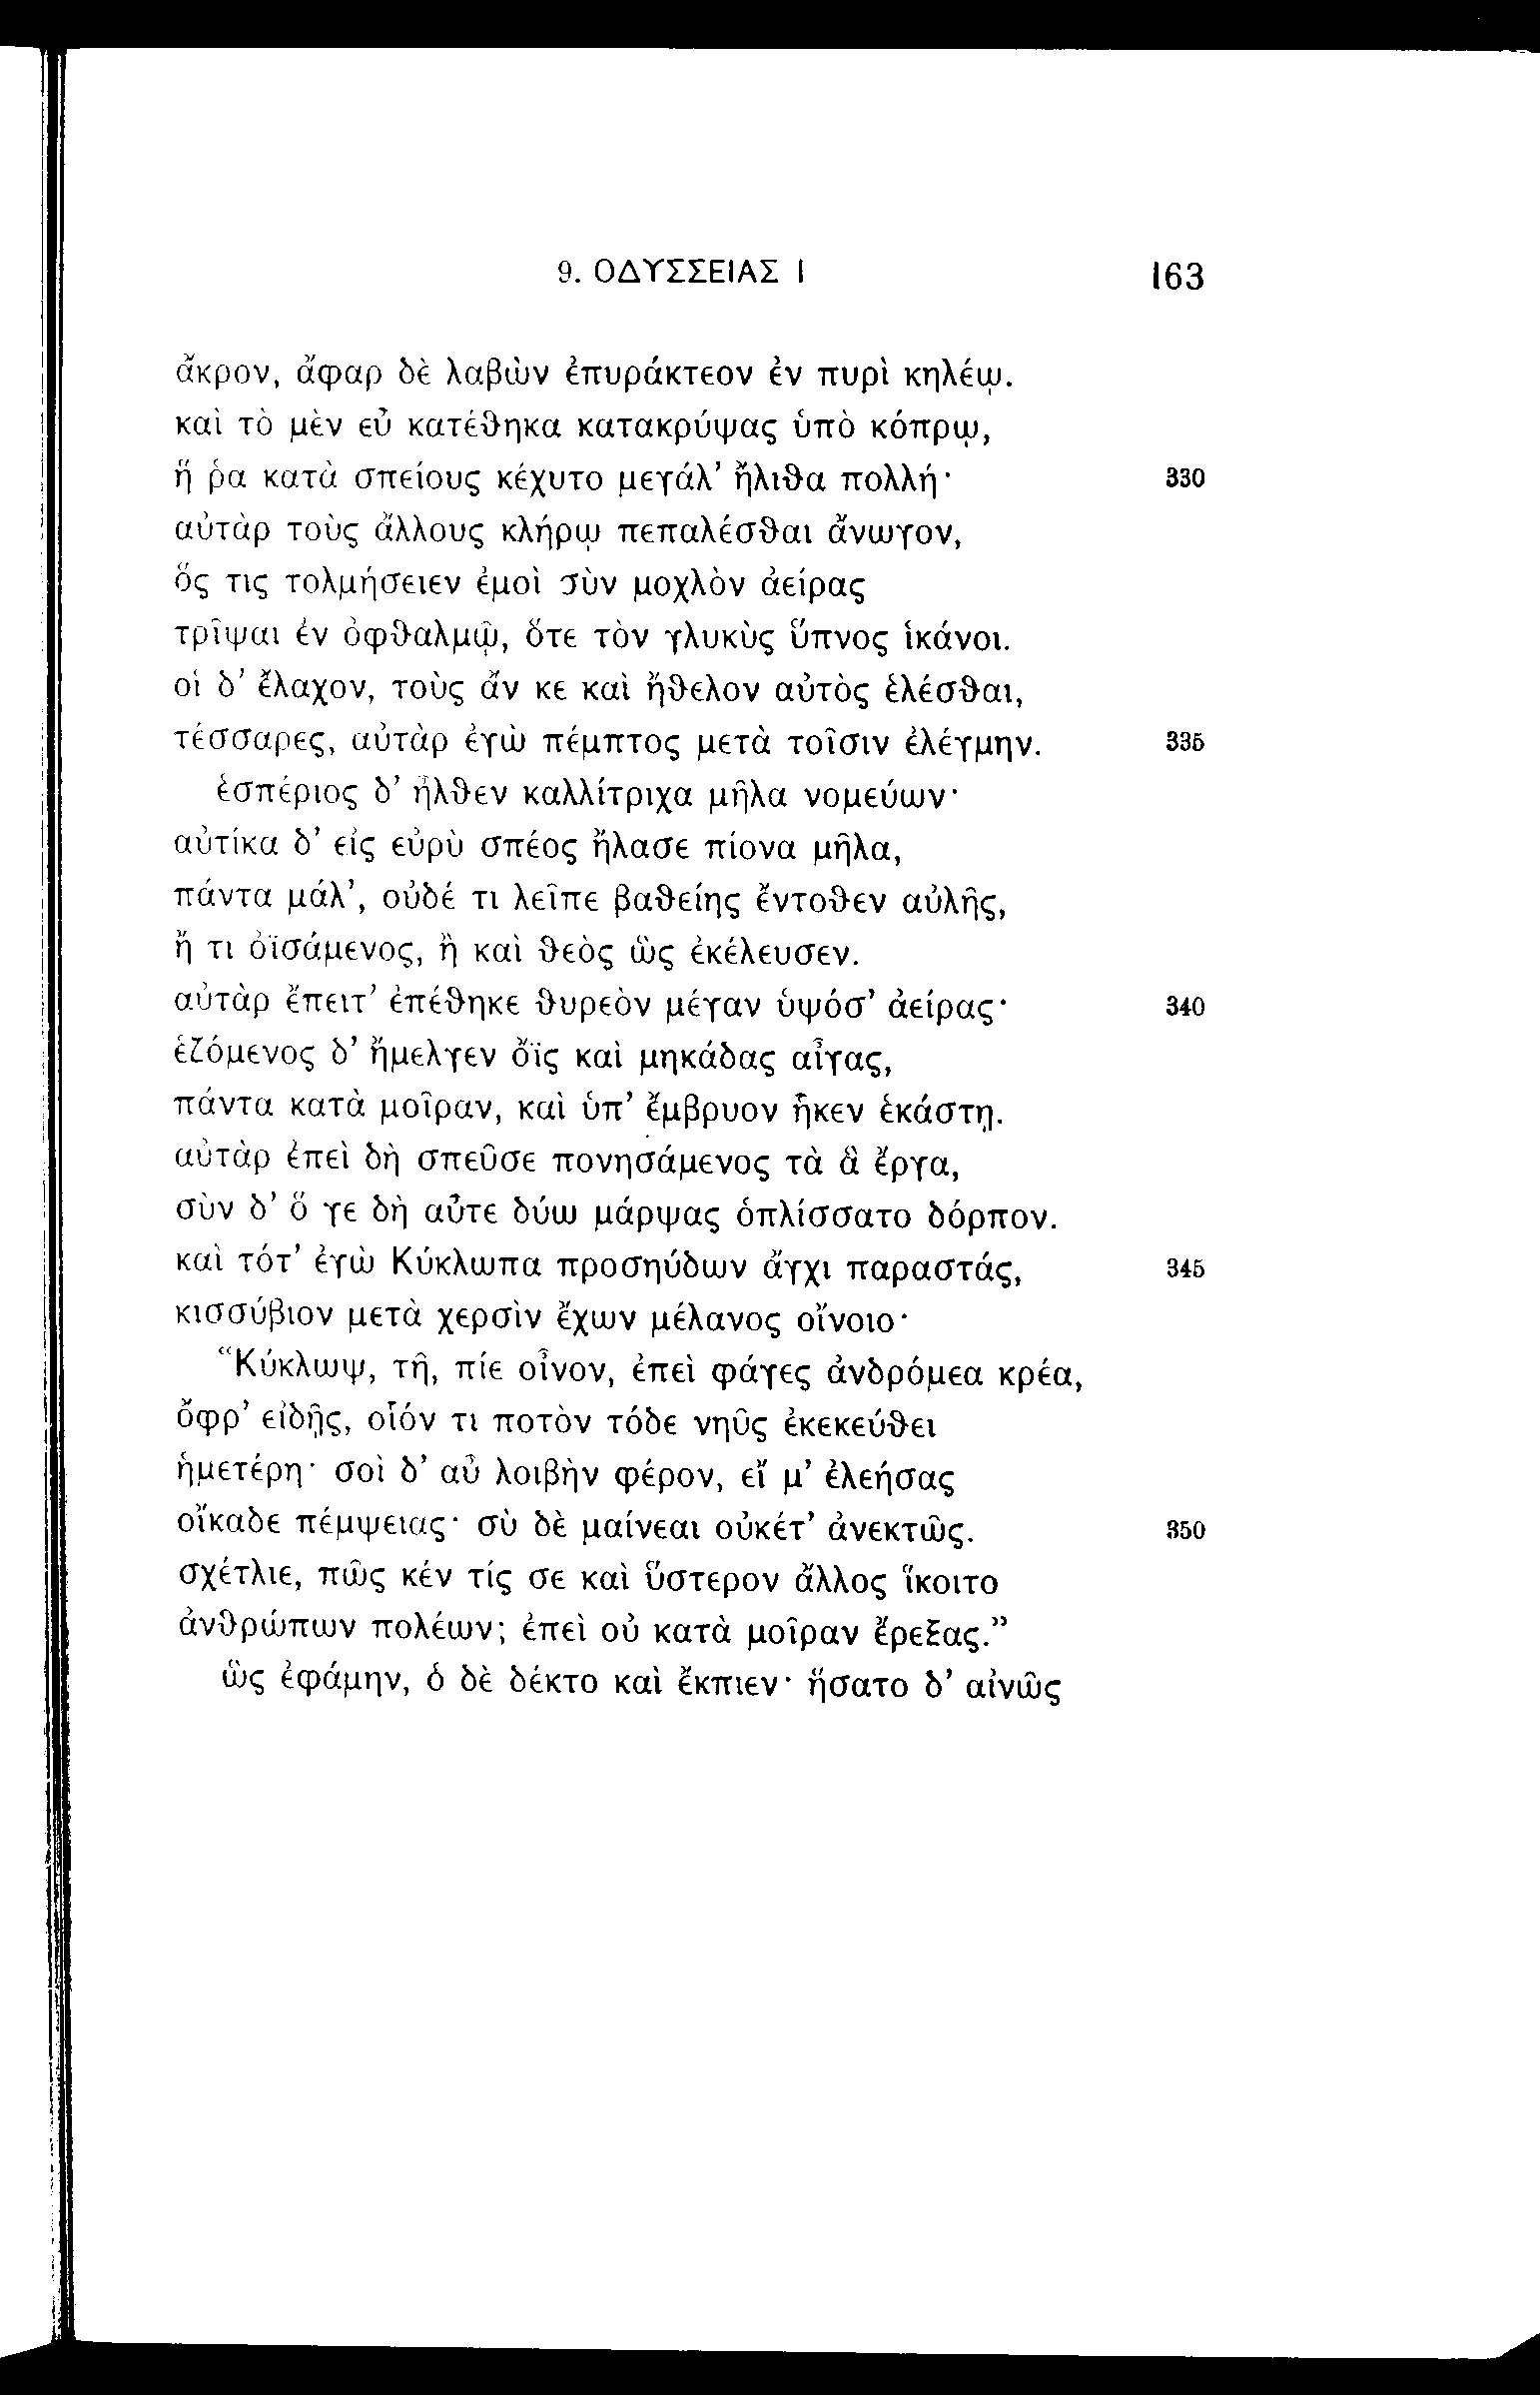 9. ΟΔΥΣΣΕΙΑΣ Ι 163
ἄκρον, ἄφαρ δὲ λαβὼν ἐπυράκτεον ἐν πυρὶ κηλέῳ.
καὶ τὸ μὲν εὖ κατέθηκα κατακρύψας ὑπὸ κόπρῳ,
ἥ ῥα κατὰ σπείους κέχυτο μεγάλ’ ἤλιθα πολλή· 330
αὐτὰρ τοὺς ἄλλους κλήρῳ πεπαλέσθαι ἄνωγον,
ὅς τις τολμήσειεν ἐμοὶ σὺν μοχλὸν ἀείρας
τρῖψαι ἐν ὀφθαλμῷ, ὅτε τὸν γλυκὺς ὕπνος ἱκάνοι.
οἱ δ’ ἔλαχον, τοὺς ἄν κε καὶ ἤθελον αὐτὸς ἑλέσθαι,
τέσσαρες, αὐτὰρ ἐγὼ πέμπτος μετὰ τοῖσιν ἐλέγμην. 335
ἑσπέριος δ’ ἦλθεν καλλίτριχα μῆλα νομεύων·
αὐτίκα δ’ εἰς εὐρὺ σπέος ἤλασε πίονα μῆλα,
πάντα μάλ’, οὐδέ τι λεῖπε βαθείης ἔντοθεν αὐλῆς,
ἤ τι ὀϊσάμενος, ἢ καὶ θεὸς ὣς ἐκέλευσεν.
αὐτὰρ ἔπειτ’ ἐπέθηκε θυρεὸν μέγαν ὑψόσ’ ἀείρας· 340
ἑζόμενος δ’ ἤμελγεν ὄϊς καὶ μηκάδας αἶγας,
πάντα κατὰ μοῖραν, καὶ ὑπ’ ἔμβρυον ἧκεν ἑκάστῃ.
αὐτὰρ ἐπεὶ δὴ σπεῦσε πονησάμενος τὰ ἃ ἔργα,
σὺν δ’ ὅ γε δὴ αὖτε δύω μάρψας ὁπλίσσατο δόρπον.
καὶ τότ’ ἐγὼ Κύκλωπα προσηύδων ἄγχι παραστάς, 345
κισσύβιον μετὰ χερσὶν ἔχων μέλανος οἴνοιο·
“Κύκλωψ, τῆ, πίε οἶνον, ἐπεὶ φάγες ἀνδρόμεα κρέα,
ὄφρ’ εἰδῇς, οἷόν τι ποτὸν τόδε νηῦς ἐκεκεύθει
ἡμετέρη· σοὶ δ’ αὖ λοιβὴν φέρον, εἴ μ’ ἐλεήσας
οἴκαδε πέμψειας· σὺ δὲ μαίνεαι οὐκέτ’ ἀνεκτῶς. 350
σχέτλιε, πῶς κέν τίς σε καὶ ὕστερον ἄλλος ἵκοιτο
ἀνθρώπων πολέων; ἐπεὶ οὐ κατὰ μοῖραν ἔρεξας.”
ὣς ἐφάμην, ὁ δὲ δέκτο καὶ ἔκπιεν· ἥσατο δ’ αἰνῶς